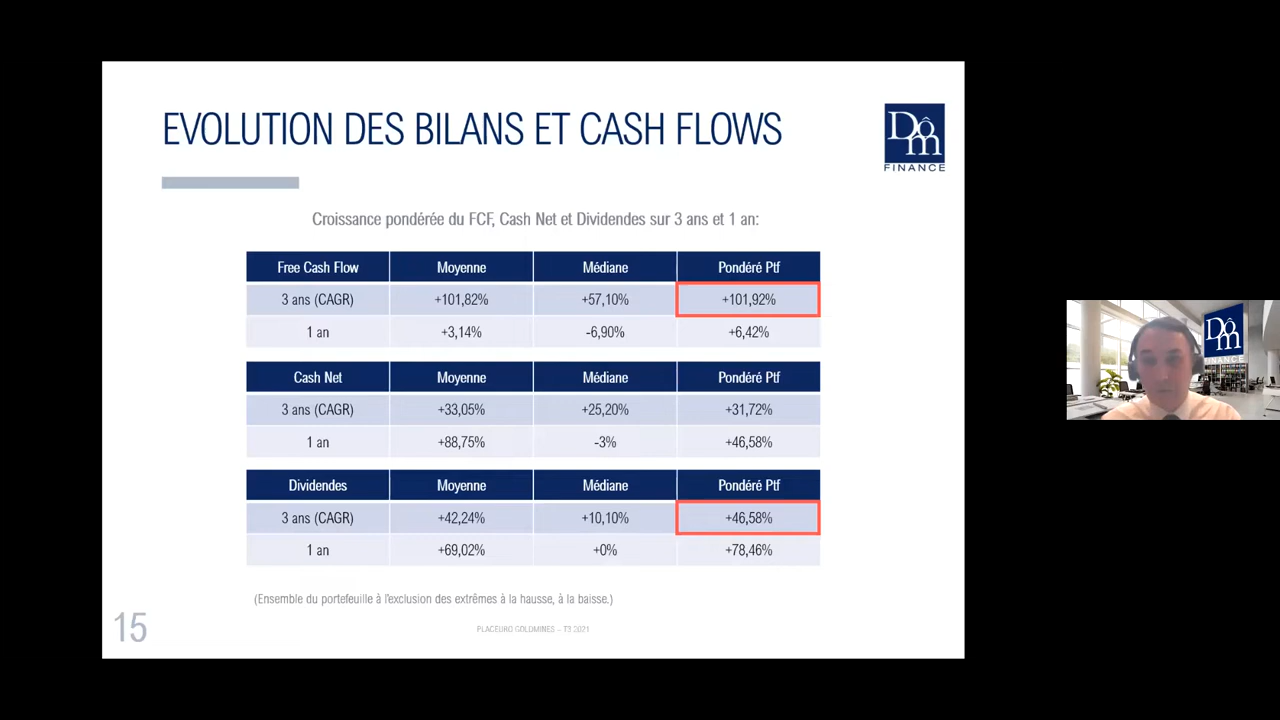 EVOLUTION DES BILANS ET CASH FLOWS
Dôm
FINANCE
Croissance pondérée du FCF, Cash Net et Dividendes sur 3 ans et 1 an:
Free Cash Flow Moyenne Médiane Pondéré Ptf
3 ans (CAGR) +101,82% +57,10% +101,92%
1 an +3,14% -6,90% +6,42%
Cash Net Moyenne Médiane Pondéré Ptf
3 ans (CAGR) +33,05% +25,20% +31,72%
1 an +88,75% -3% +46,58%
Dividendes Moyenne Médiane Pondéré Ptf
3 ans (CAGR) +42,24% +10,10% +46,58%
1 an +69,02% +0% +78,46%
(Ensemble du portefeuille à l'exclusion des extrêmes à la hausse, à la baisse.)
15
PLACEURO GOLDMINES – T3 2021
Dôm
FINANCE